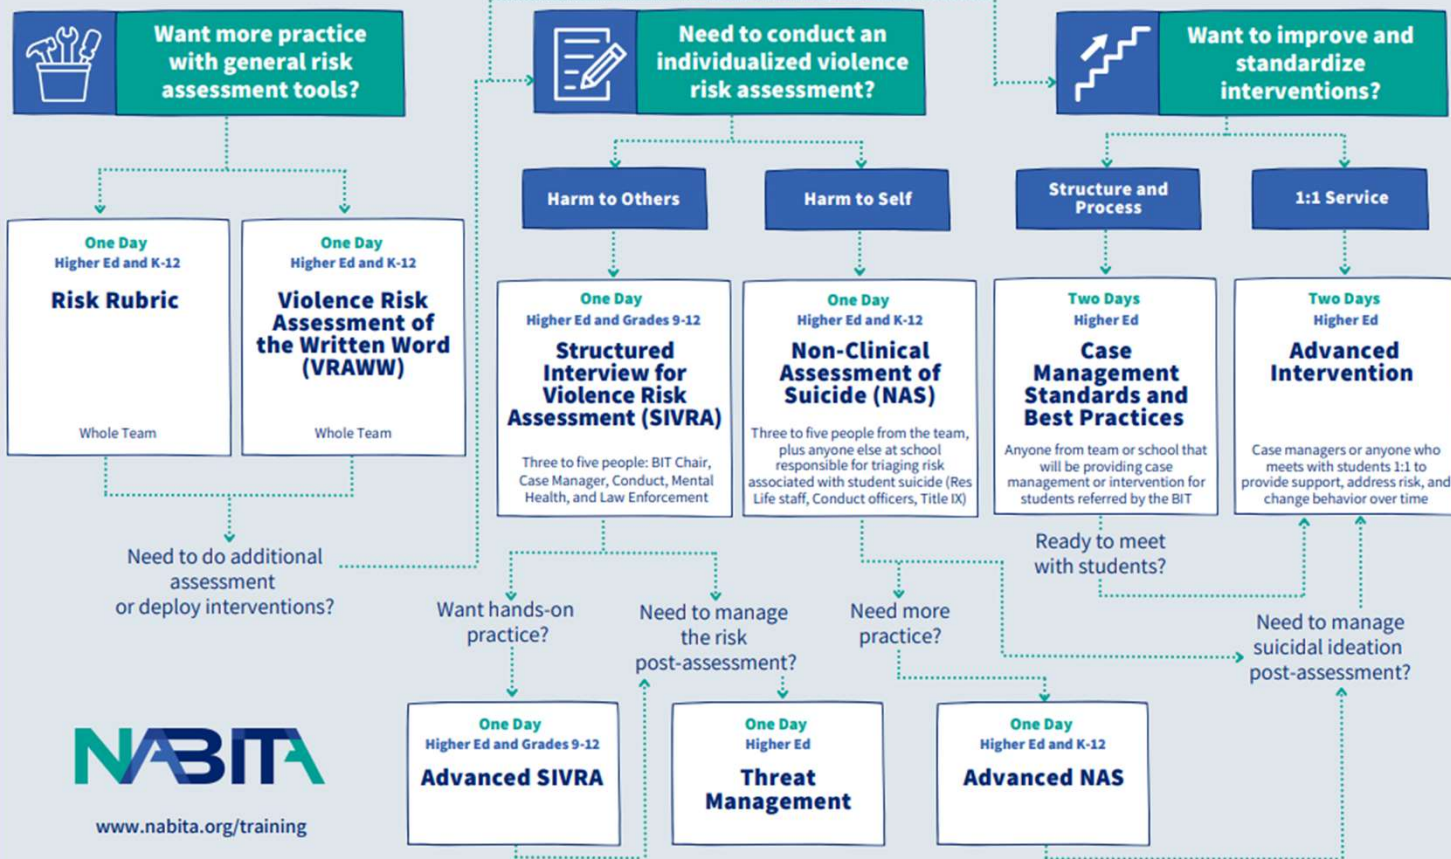 Want more practice
with general risk
assessment tools?
Need to conduct an
individualized violence
risk assessment?
Want to improve and
standardize
interventions?
Harm to Others
Harm to Self
Structure and
Process
1:1 Service
One Day
Higher Ed and K-12
Risk Rubric
Whole Team
One Day
Higher Ed and K-12
Violence Risk
Assessment of
the Written Word
(VRAWW)
Whole Team
One Day
Higher Ed and Grades 9-12
Structured
Interview for
Violence Risk
Assessment (SIVRA)
Three to five people: BIT Chair,
Case Manager, Conduct, Mental
Health, and Law Enforcement
One Day
Higher Ed and K-12
Non-Clinical
Assessment of
Suicide (NAS)
Three to five people from the team,
plus anyone else at school
responsible for triaging risk
associated with student suicide (Res
Life staff, Conduct officers, Title IX)
Two Days
Higher Ed
Case
Management
Standards and
Best Practices
Anyone from team or school that
will be providing case
management or intervention for
students referred by the BIT
Two Days
Higher Ed
Advanced
Intervention
Case managers or anyone who
meets with students 1:1 to
provide support, address risk, and
change behavior over time
Need to do additional
assessment
or deploy interventions?
Want hands-on
practice?
Need to manage
the risk
post-assessment?
Need more
practice?
Ready to meet
with students?
Need to manage
suicidal ideation
post-assessment?
One Day
Higher Ed and Grades 9-12
Advanced SIVRA
One Day
Higher Ed
Threat
Management
One Day
Higher Ed and K-12
Advanced NAS
NABITA
www.nabita.org/training